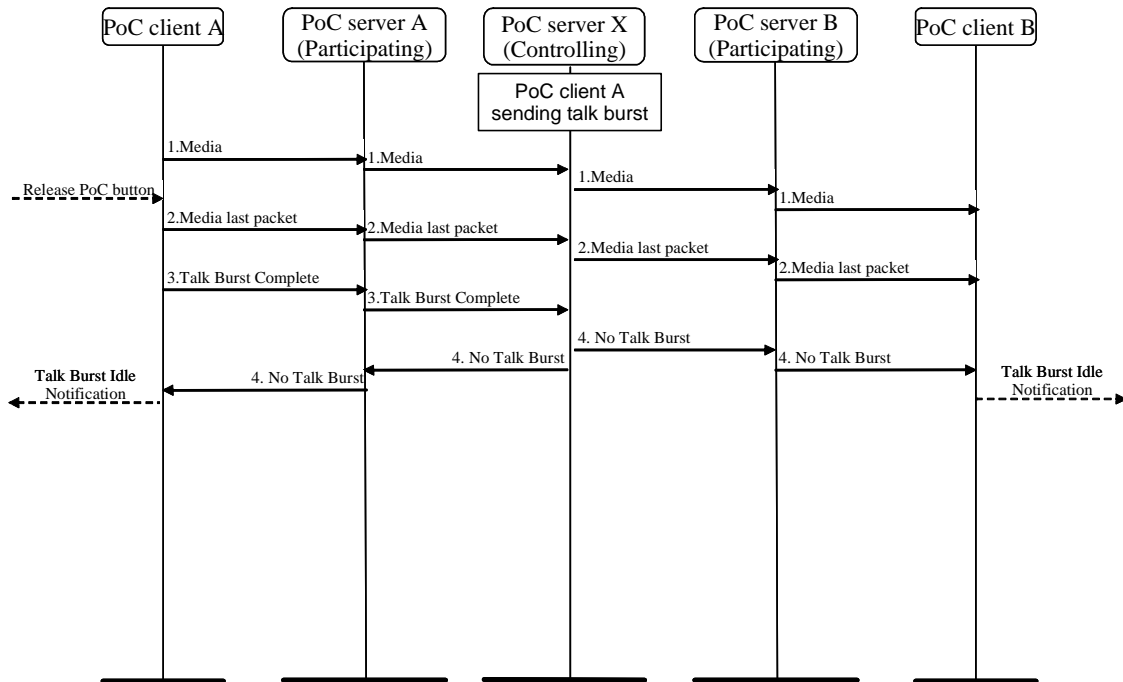 PoC client A
PoC server A
(Participating)
PoC server X
(Controlling)
PoC server B
(Participating)
PoC client B
PoC client A
sending talk burst
1.Media
1.Media
1.Media
Release PoC button
1.Media
2.Media last packet
2.Media last packet
2.Media last packet
2.Media last packet
3.Talk Burst Complete
3.Talk Burst Complete
4. No Talk Burst
4. No Talk Burst
4. No Talk Burst
4. No Talk Burst
Talk Burst Idle
Notification
Talk Burst Idle
Notification